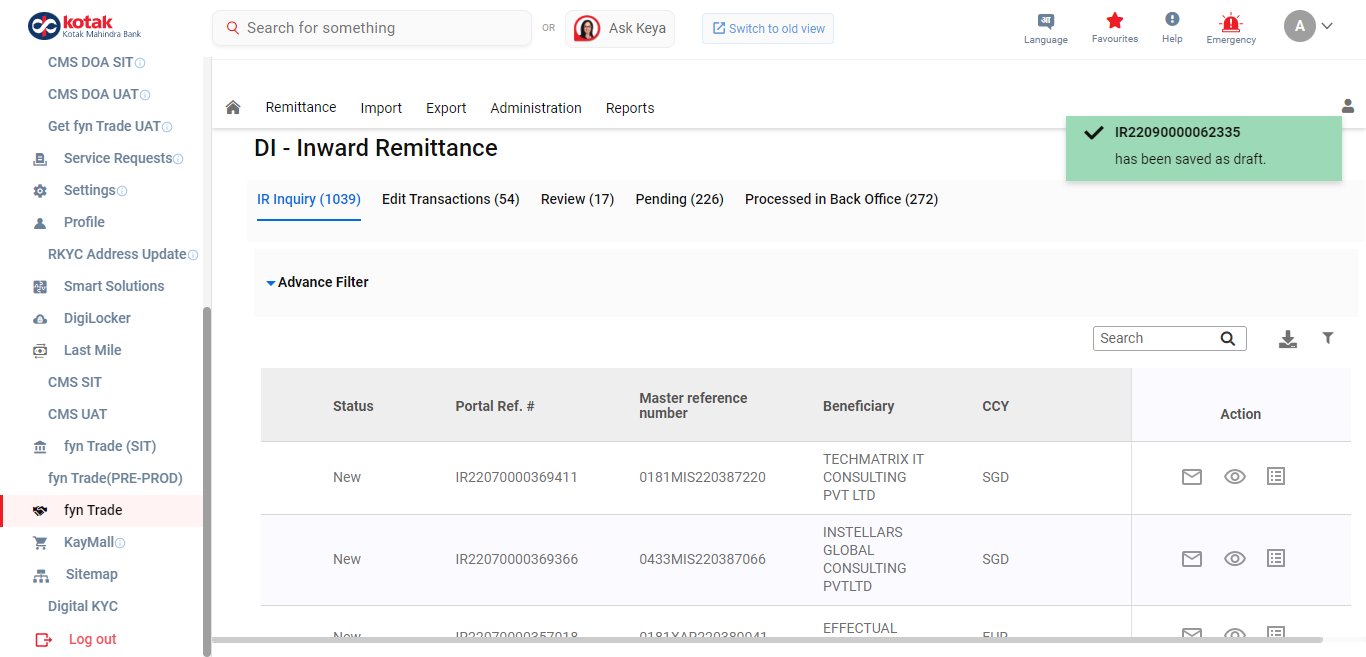 kotak
Kotak Mahindra Bank
Search for something
OR
Ask Keya
Switch to old view
अ
Language
Favourites
Help
Emergency
A
CMS DOA SIT
CMS DOA UAT
Get fyn Trade UAT
Service Requests
Settings
Profile
RKYC Address Update
Smart Solutions
DigiLocker
Last Mile
CMS SIT
CMS UAT
fyn Trade (SIT)
fyn Trade(PRE-PROD)
fyn Trade
KayMall
Sitemap
Digital KYC
Log out
Remittance Import Export Administration Reports
IR22090000062335
has been saved as draft.
DI - Inward Remittance
IR Inquiry (1039) Edit Transactions (54) Review (17) Pending (226) Processed in Back Office (272)
Advance Filter
Search
Status Portal Ref. # Master reference number Beneficiary CCY Action
New IR22070000369411 0181MIS220387220 TECHMATRIX IT CONSULTING PVT LTD SGD
New IR22070000369366 0433MIS220387066 INSTELLARS GLOBAL CONSULTING PVTLTD SGD
New IR22070000357018 0181XAR220380041 EFFECTUAL EUR